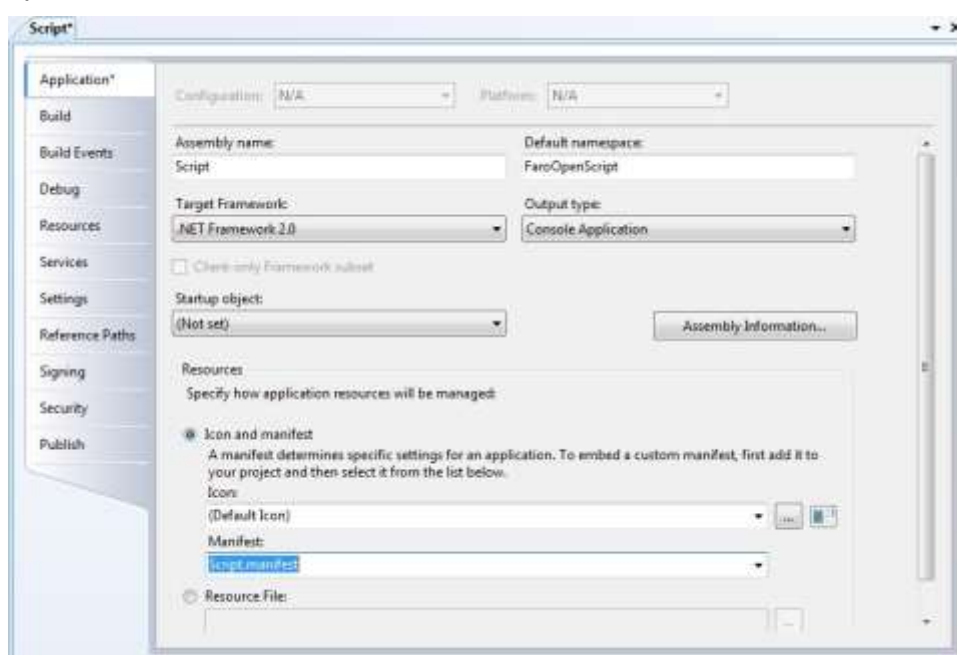 Script*
Application*
Build
Build Events
Debug
Resources
Services
Settings
Reference Paths
Signing
Security
Publish
Configuration: N/A Platform: N/A
Assembly name: Default namespace:
Script FaroOpenScript
Target Framework: Output type:
.NET Framework 2.0 Console Application
Client-only Framework subset
Startup object:
(Not set) Assembly Information...
Resources
Specify how application resources will be managed:
Icon and manifest
A manifest determines specific settings for an application. To embed a custom manifest, first add it to
your project and then select it from the list below.
Icon:
(Default Icon) ...
Manifest:
Script.manifest
Resource File:
...